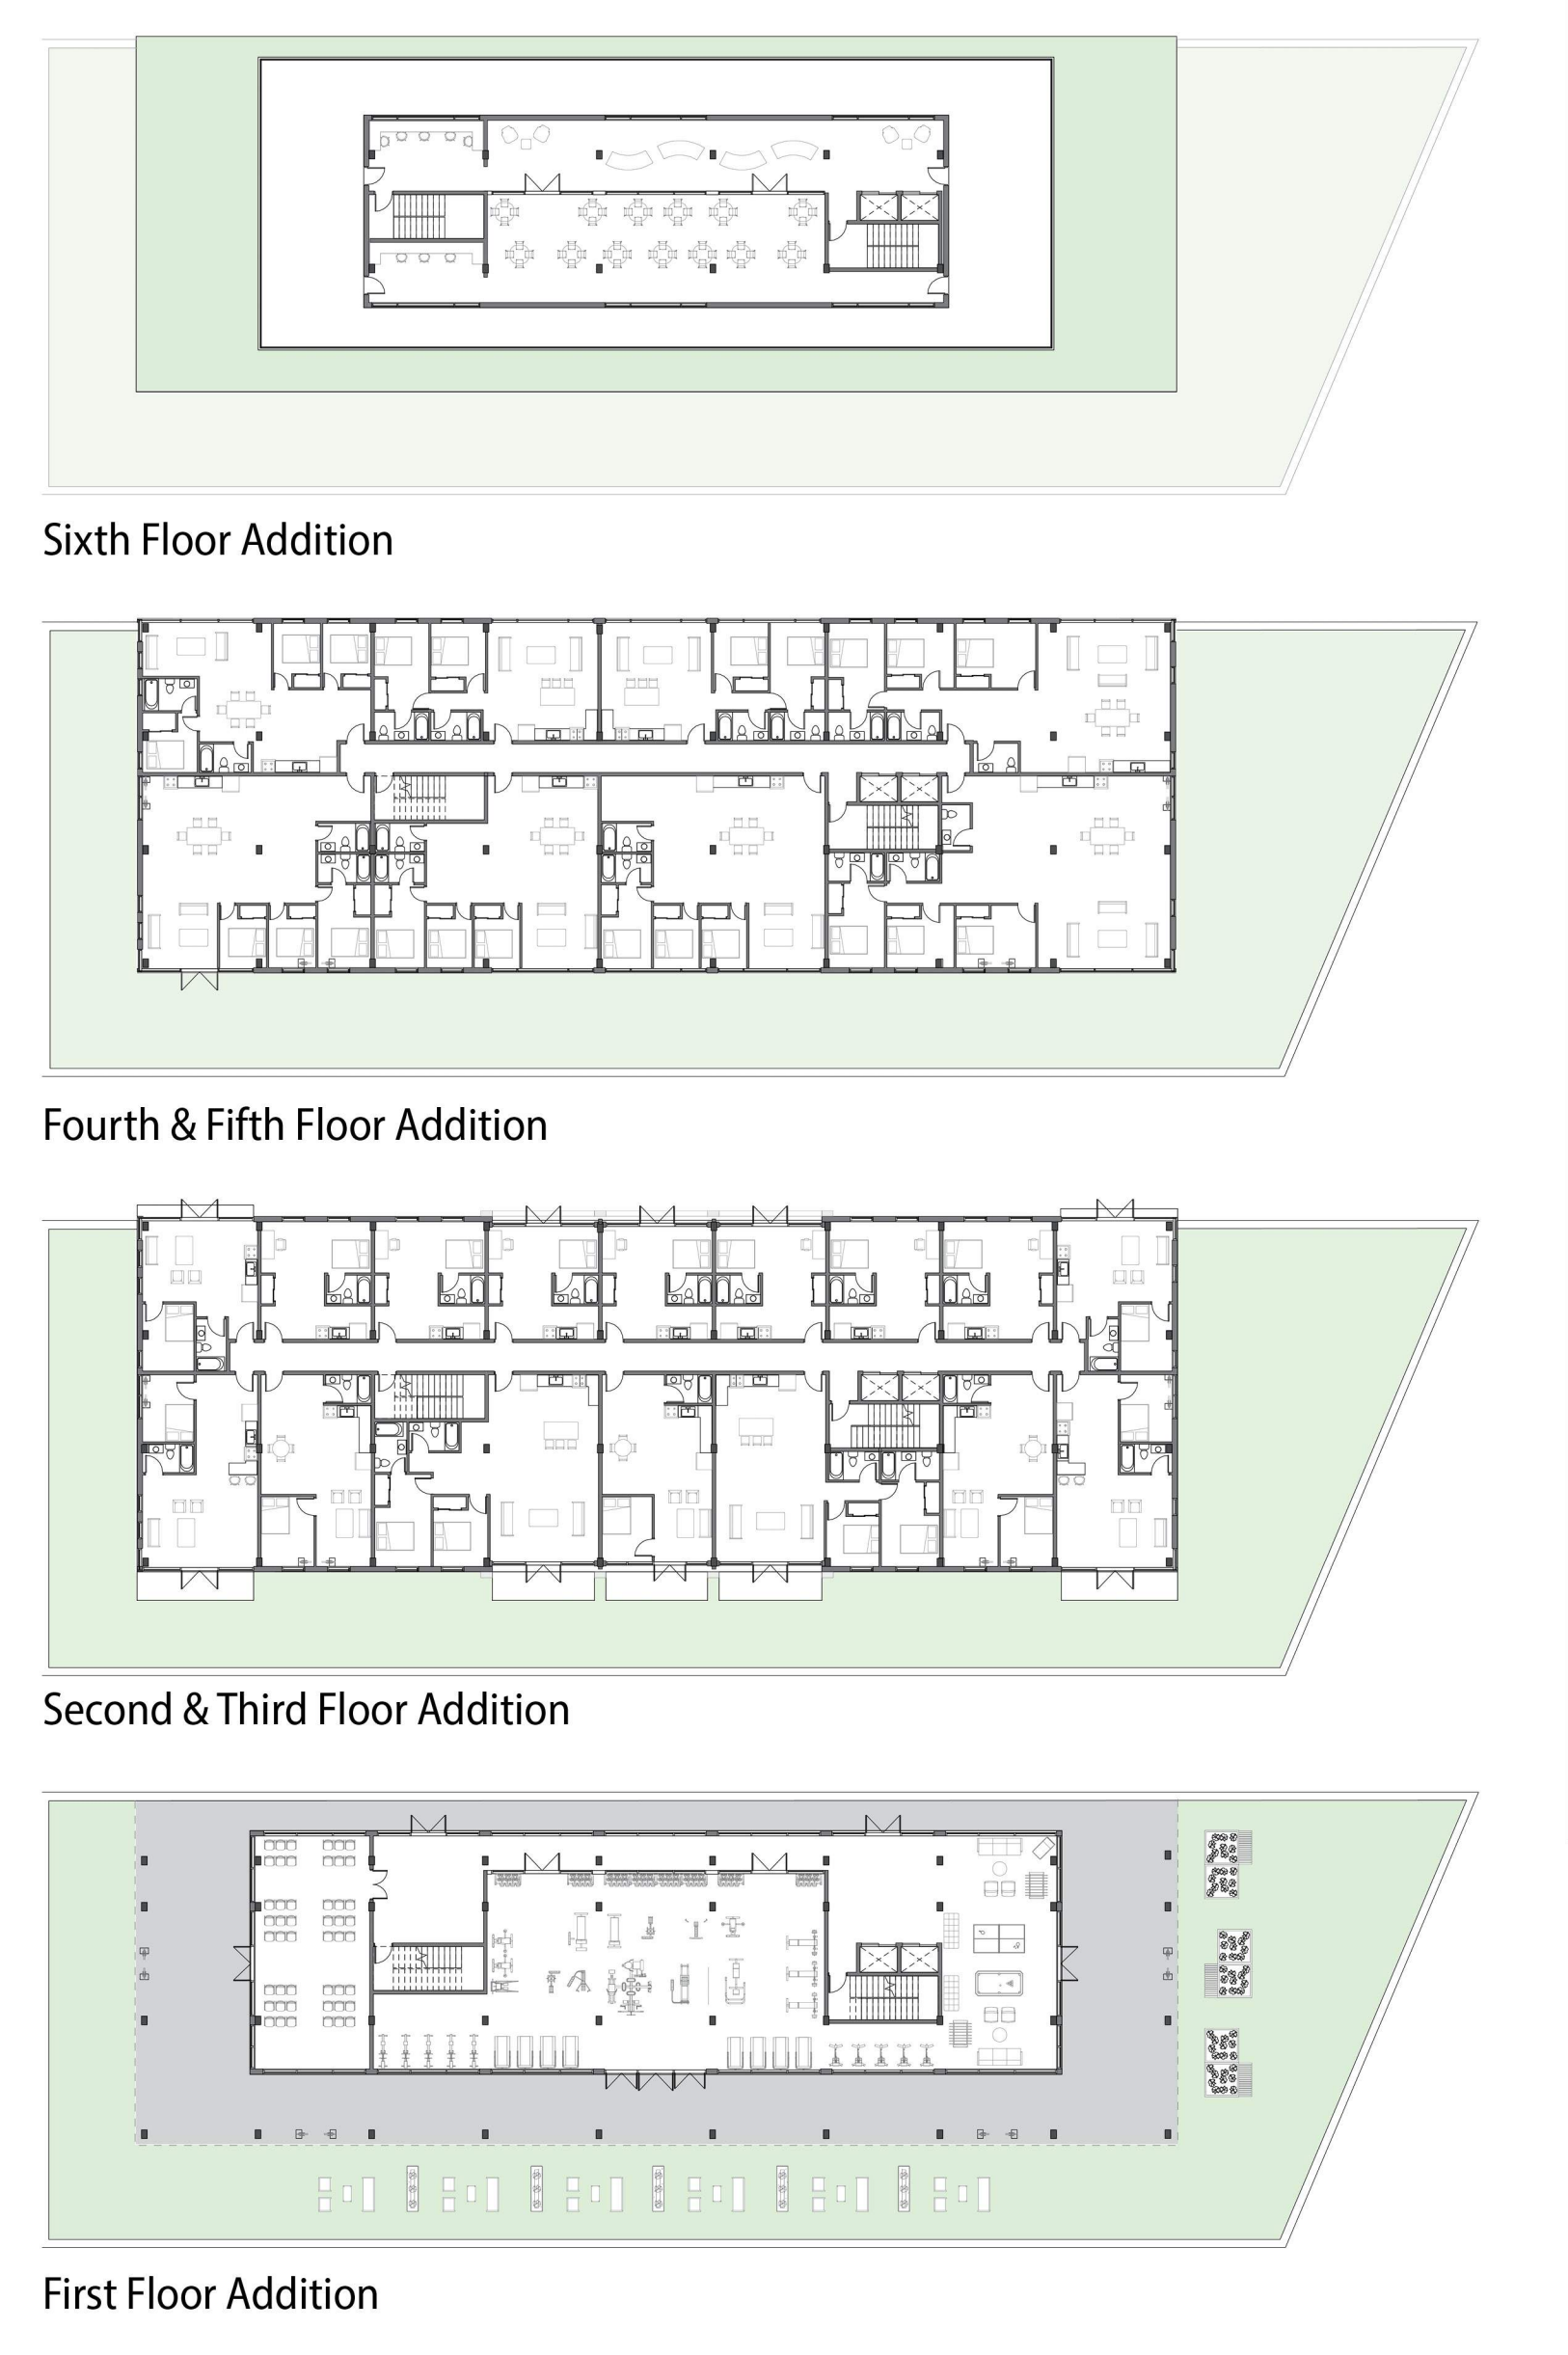 Sixth Floor Addition
Fourth & Fifth Floor Addition
Second & Third Floor Addition
First Floor Addition